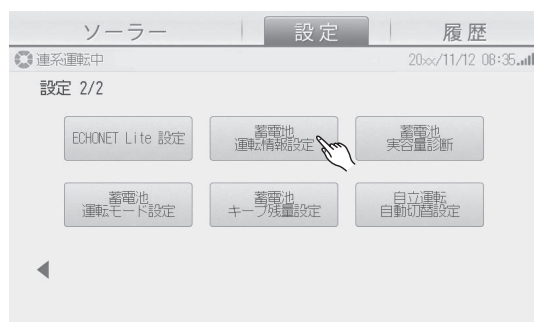 ソーラー 設定 履歴
連系運転中 20××/11/12 08:35
設定 2/2
ECHONET Lite 設定
蓄電池
運転情報設定
蓄電池
実容量診断
蓄電池
運転モード設定
蓄電池
キープ残量設定
自立運転
自動切替設定